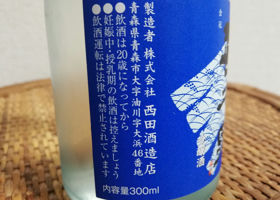 製造者 株式会社 西田酒造店
青森県青森市大字油川字大浜46番地
●飲酒は20歳になってから
●妊娠中・授乳期の飲酒は控えましょう
●飲酒運転は法律で禁止されています
内容量300ml